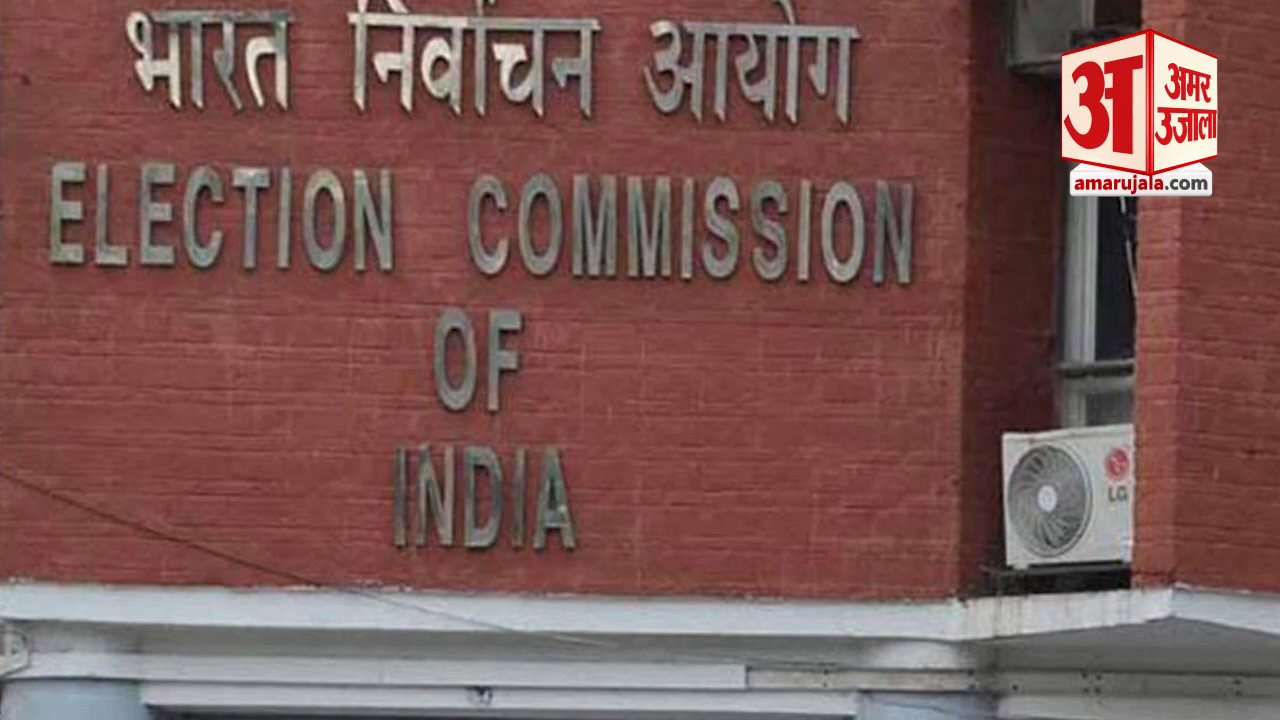 भारत निर्वाचन आयोग
ELECTION COMMISSION
OF
INDIA
अ
अमर
उजाला
amarujala.com
LG